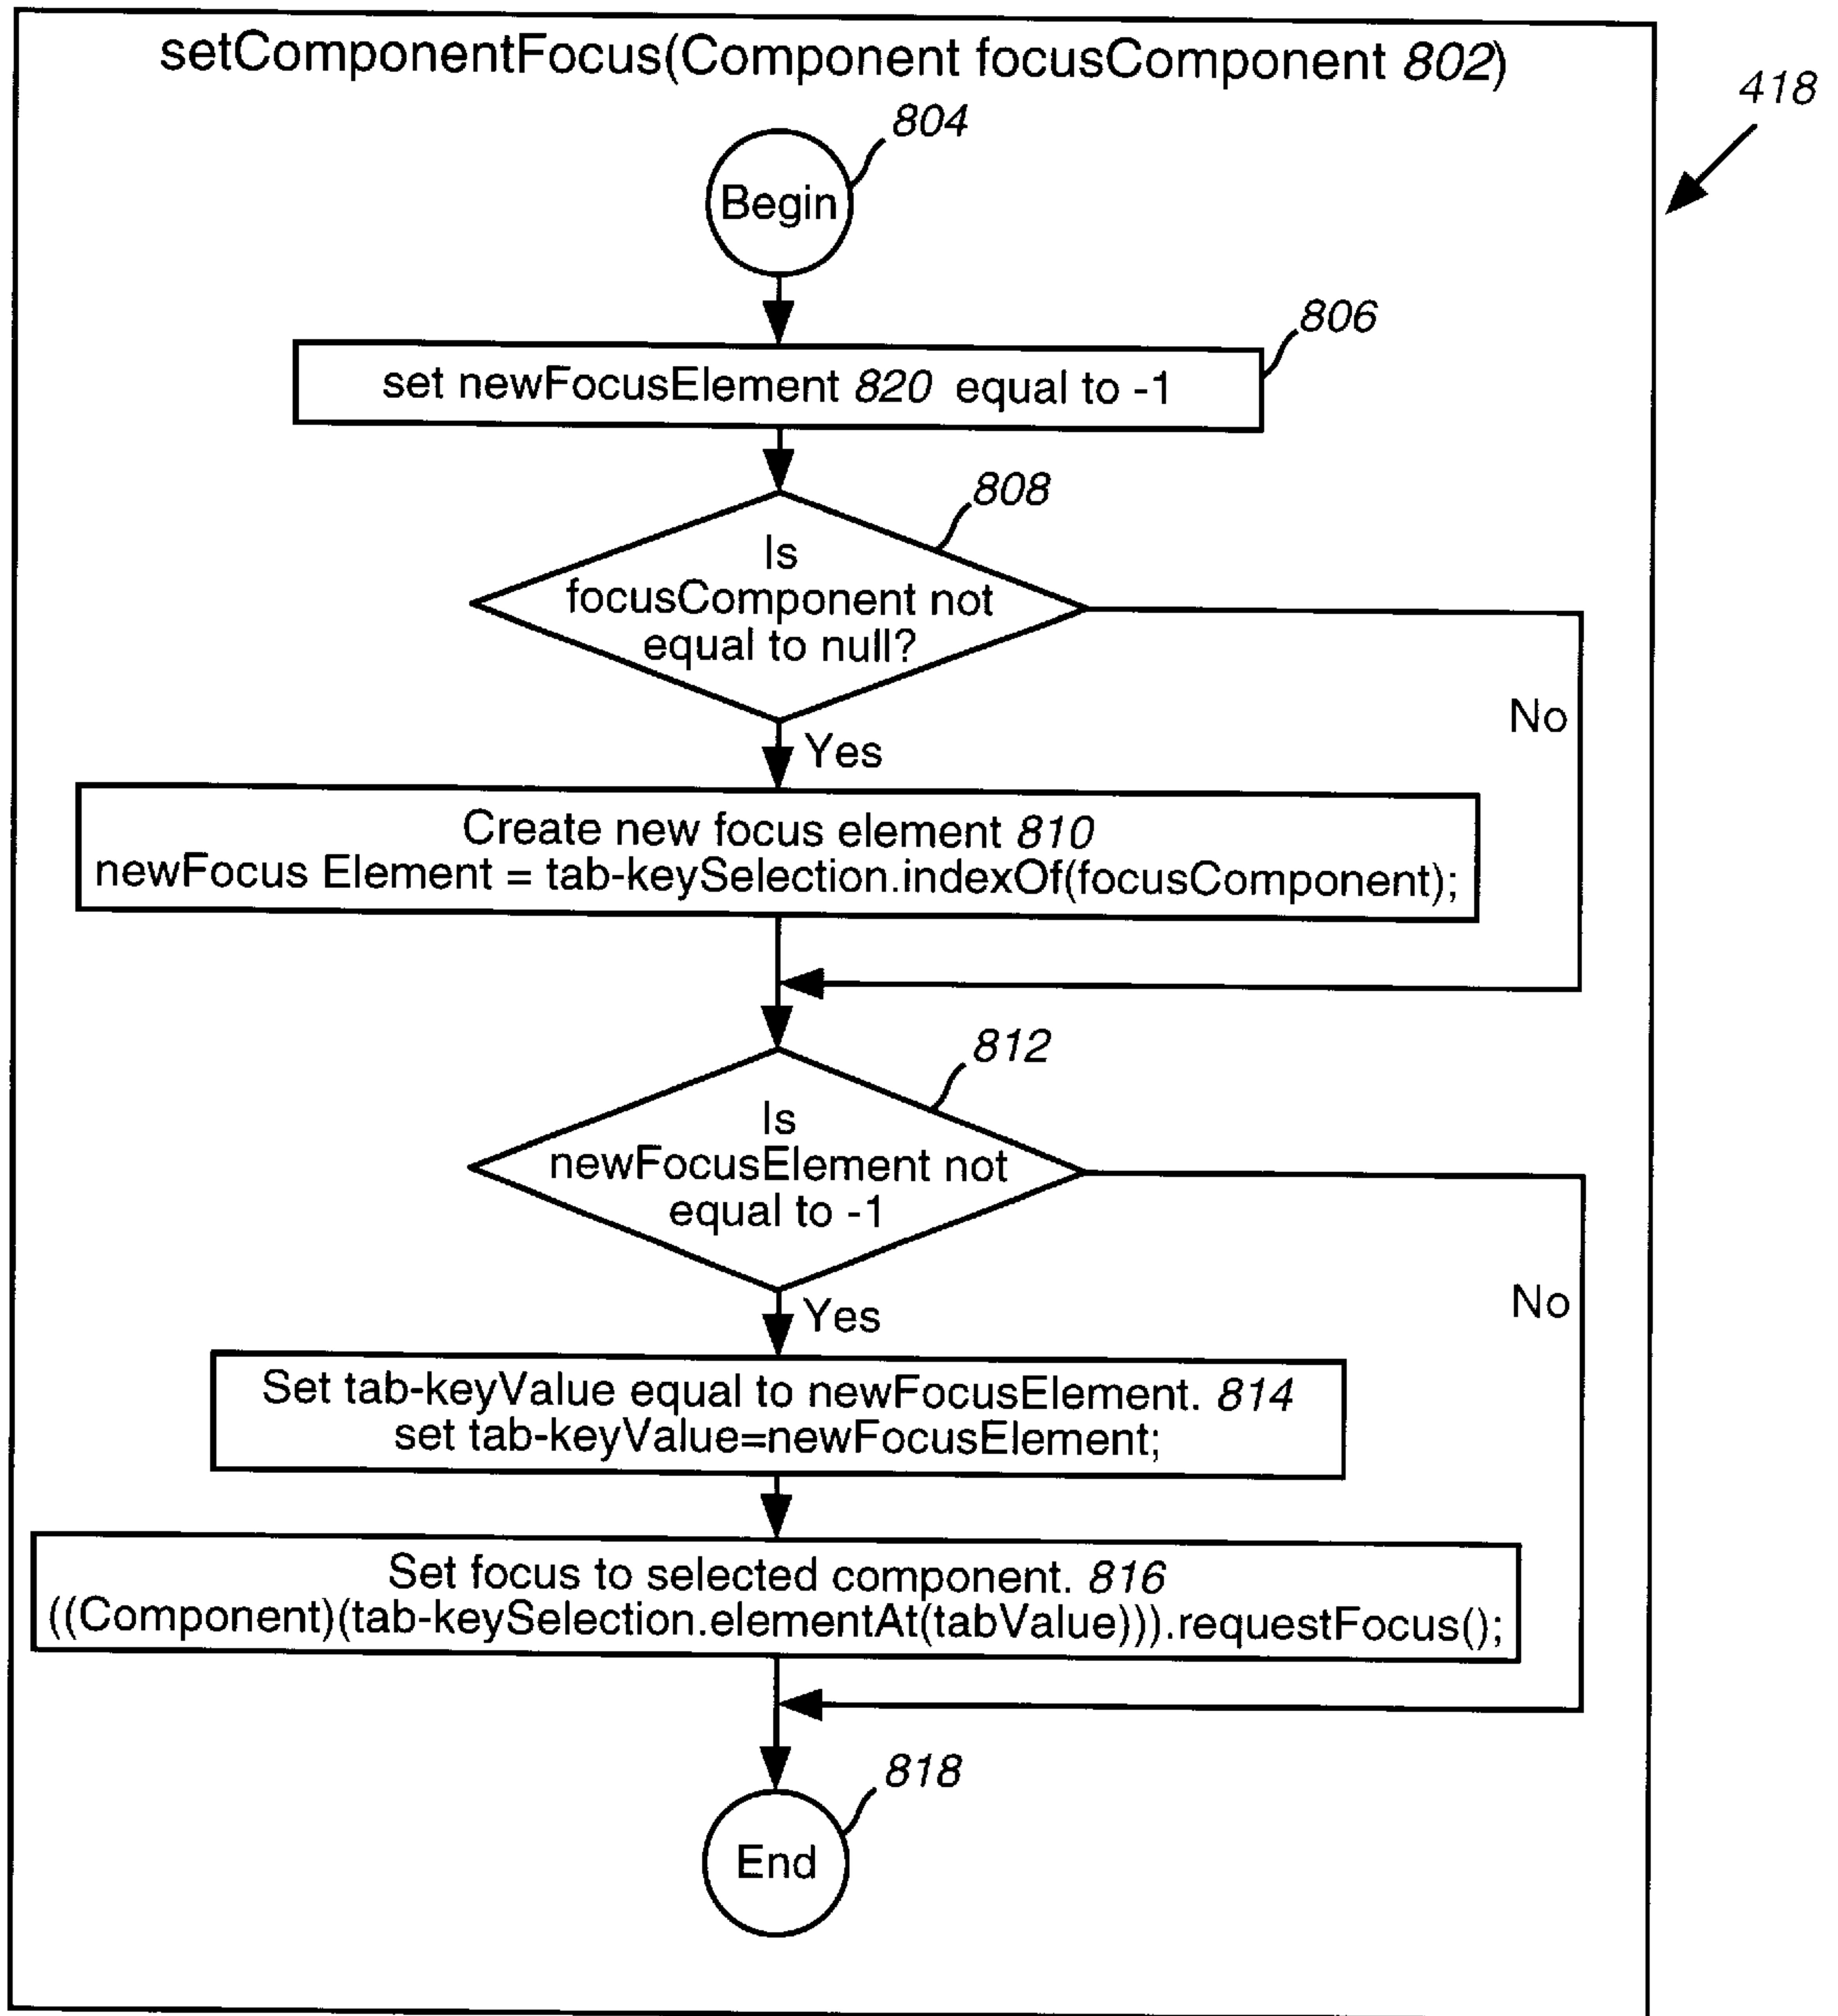 setComponentFocus(Component focusComponent 802)
418
804
Begin
806
set newFocusElement 820 equal to -1
808
Is
focusComponent not
equal to null?
No
Yes
Create new focus element 810
newFocus Element = tab-keySelection.indexOf(focusComponent);
812
Is
newFocusElement not
equal to -1
No
Yes
Set tab-keyValue equal to newFocusElement. 814
set tab-keyValue=newFocusElement;
Set focus to selected component. 816
((Component)(tab-keySelection.elementAt(tabValue))).requestFocus();
818
End